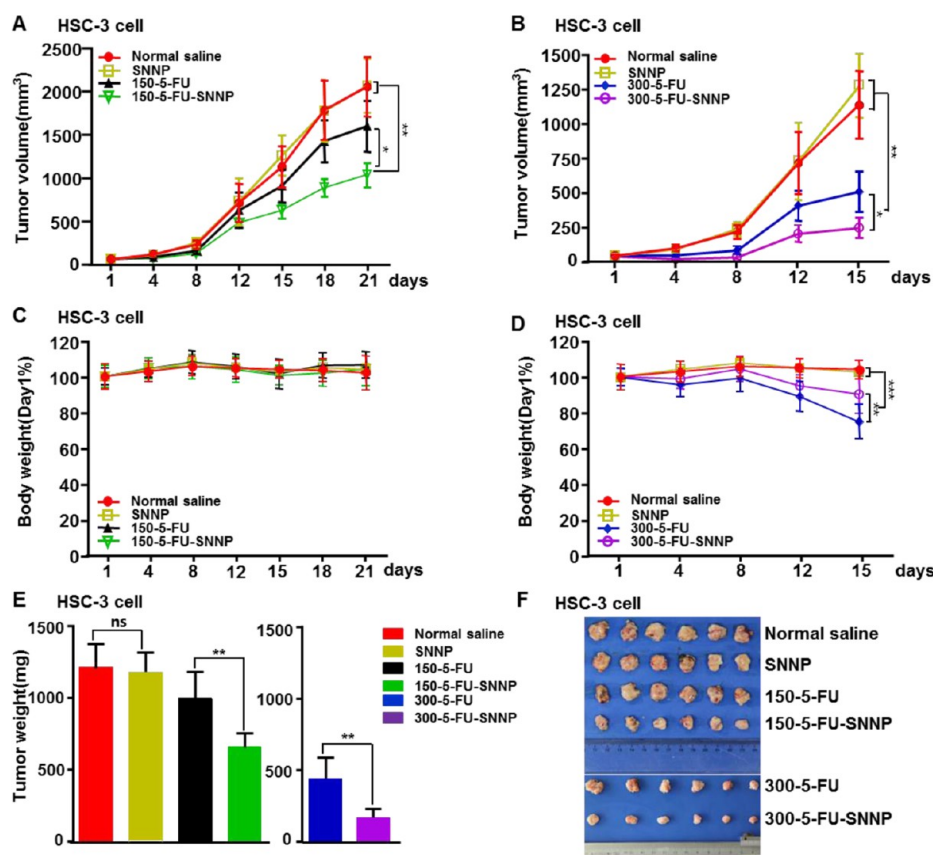 A HSC-3 cell
Tumor volume(mm³)
2500
2000
1500
1000
500
0
Normal saline
SNNP
150-5-FU
150-5-FU-SNNP
**
*
1 4 8 12 15 18 21 days
B HSC-3 cell
Tumor volume(mm³)
1500
1250
1000
750
500
250
0
Normal saline
SNNP
300-5-FU
300-5-FU-SNNP
**
*
1 4 8 12 15 days
C HSC-3 cell
Body weight(Day1%)
120
100
80
60
40
20
0
Normal saline
SNNP
150-5-FU
150-5-FU-SNNP
1 4 8 12 15 18 21 days
D HSC-3 cell
Body weight(Day1%)
120
100
80
60
40
20
0
***
**
Normal saline
SNNP
300-5-FU
300-5-FU-SNNP
1 4 8 12 15 days
E HSC-3 cell
Tumor weight(mg)
1500
1000
500
0
ns
**
1500
1000
500
0
**
Normal saline
SNNP
150-5-FU
150-5-FU-SNNP
300-5-FU
300-5-FU-SNNP
F HSC-3 cell
Normal saline
SNNP
150-5-FU
150-5-FU-SNNP
300-5-FU
300-5-FU-SNNP